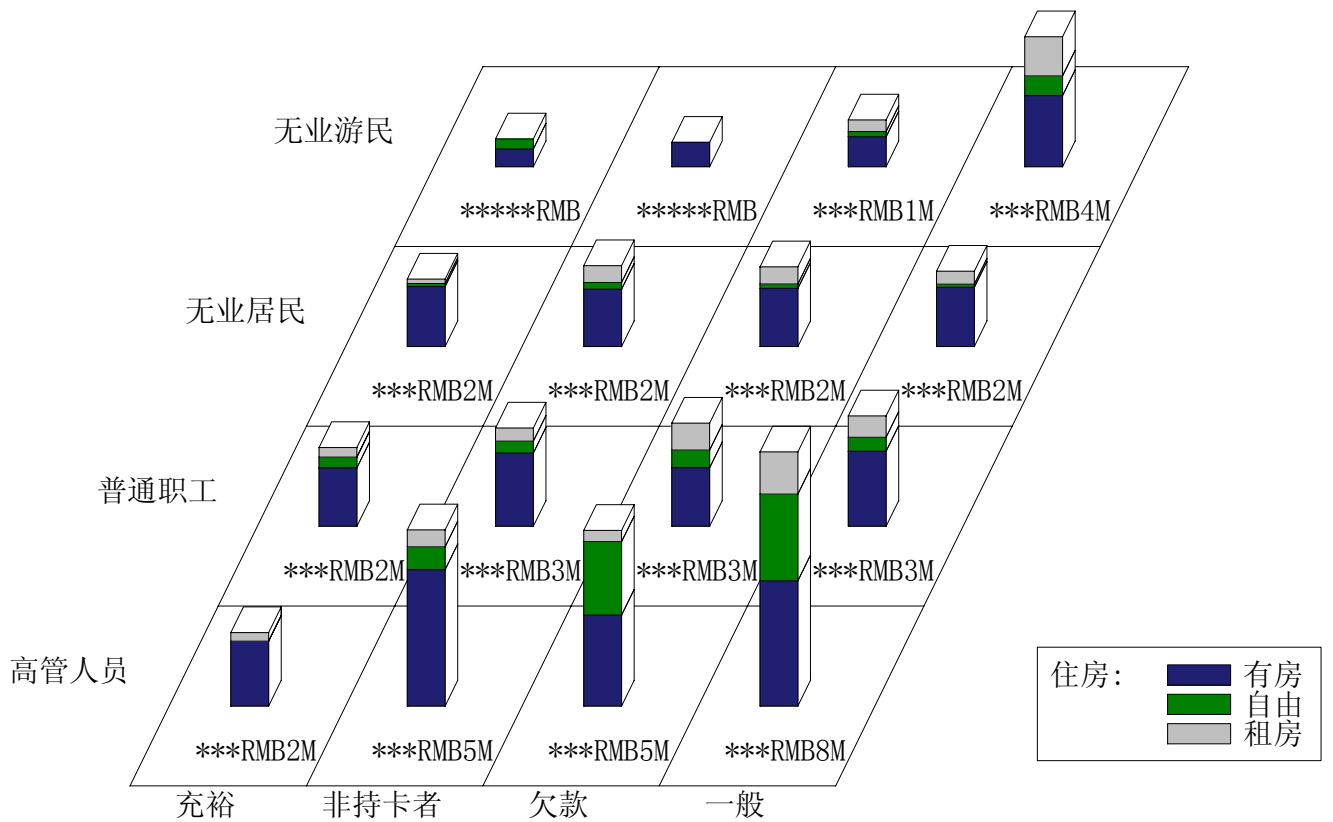 无业游民
*****RMB
*****RMB
***RMB1M
***RMB4M
无业居民
***RMB2M
***RMB2M
***RMB2M
***RMB2M
普通职工
***RMB2M
***RMB3M
***RMB3M
***RMB3M
高管人员
***RMB2M
***RMB5M
***RMB5M
***RMB8M
充裕
非持卡者
欠款
一般
住房:
有房
自由
租房